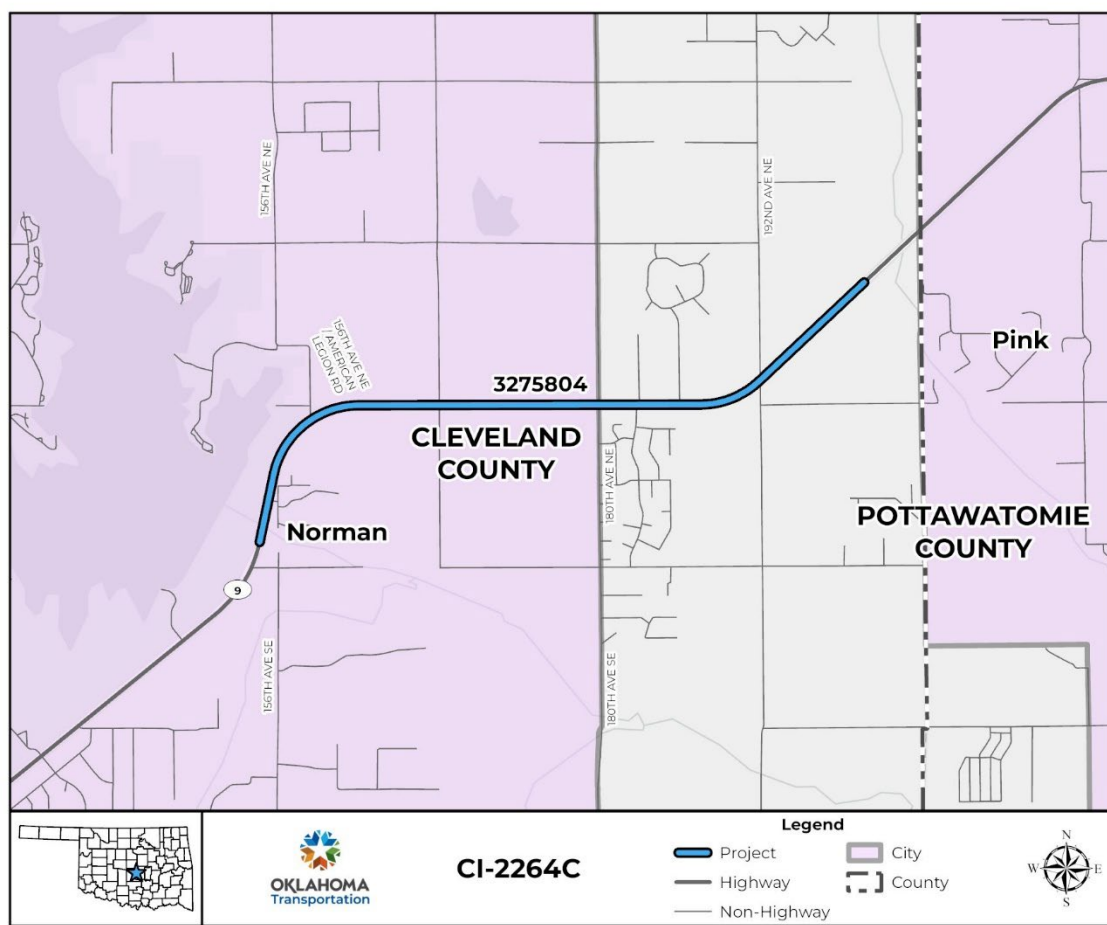 156TH AVE NE
192ND AVE NE
156TH AVE NE
/ AMERICAN
LEGION RD
Pink
3275804
CLEVELAND
COUNTY
180TH AVE NE
Norman
POTTAWATOMIE
COUNTY
9
156TH AVE SE
180TH AVE SE
OKLAHOMA
Transportation
CI-2264C
Legend
Project
City
Highway
County
Non-Highway
N
W
E
S